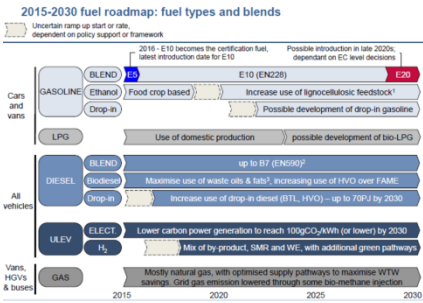 2015-2030 fuel roadmap: fuel types and blends
Uncertain ramp up start or rate,
dependent on policy support or framework
2016 - E10 becomes the certification fuel,
latest introduction date for E10
Possible introduction in late 2020s;
dependant on EC level decisions
Cars
and
vans
GASOLINE
BLEND
E5
E10 (EN228)
E20
Ethanol
Food crop based
Increase use of lignocellulosic feedstock¹
Drop-in
Possible development of drop-in gasoline
LPG
Use of domestic production
possible development of bio-LPG
All
vehicles
DIESEL
BLEND
up to B7 (EN590)²
Biodiesel
Maximise use of waste oils & fats³, increasing use of HVO over FAME
Drop-in
Increase use of drop-in diesel (BTL, HVO) – up to 70PJ by 2030
ULEV
ELECT.
Lower carbon power generation to reach 100gCO₂/kWh (or lower) by 2030
H₂
Mix of by-product, SMR and WE, with additional green pathways
Vans,
HGVs
& buses
GAS
Mostly natural gas, with optimised supply pathways to maximise WTW
savings. Grid gas emission lowered through some bio-methane injection
2015
2020
2025
2030